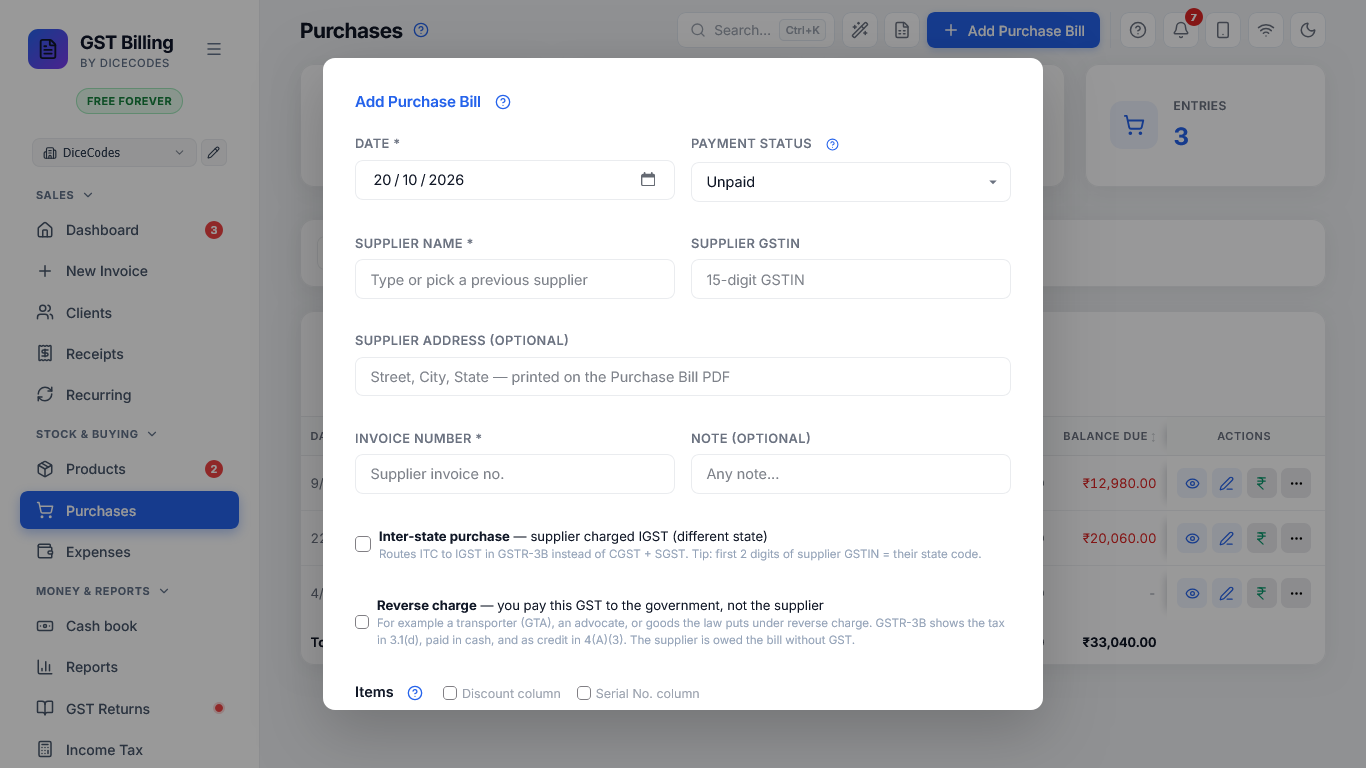 GST Billing
BY DICECODES
FREE FOREVER
DiceCodes
SALES
Dashboard 3
New Invoice
Clients
Receipts
Recurring
STOCK & BUYING
Products 2
Purchases
Expenses
MONEY & REPORTS
Cash book
Reports
GST Returns
Income Tax
Purchases
Search... Ctrl+K
Add Purchase Bill
7
ENTRIES
3
Add Purchase Bill
DATE *
PAYMENT STATUS
20/10/2026
Unpaid
SUPPLIER NAME *
SUPPLIER GSTIN
Type or pick a previous supplier
15-digit GSTIN
SUPPLIER ADDRESS (OPTIONAL)
Street, City, State — printed on the Purchase Bill PDF
INVOICE NUMBER *
NOTE (OPTIONAL)
Supplier invoice no.
Any note...
Inter-state purchase — supplier charged IGST (different state)
Routes ITC to IGST in GSTR-3B instead of CGST + SGST. Tip: first 2 digits of supplier GSTIN = their state code.
Reverse charge — you pay this GST to the government, not the supplier
For example a transporter (GTA), an advocate, or goods the law puts under reverse charge. GSTR-3B shows the tax
in 3.1(d), paid in cash, and as credit in 4(A)(3). The supplier is owed the bill without GST.
Items Discount column Serial No. column
BALANCE DUE ACTIONS
₹12,980.00
₹20,060.00
-
₹33,040.00